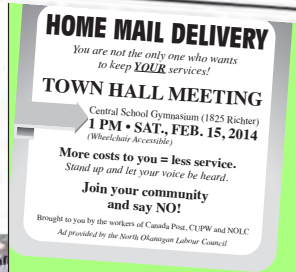 HOME MAIL DELIVERY
You are not the only one who wants
to keep YOUR services!
TOWN HALL MEETING
Central School Gymnasium (1825 Richter)
1 PM • SAT., FEB. 15, 2014
(Wheelchair Accessible)
More costs to you = less service.
Stand up and let your voice be heard.
Join your community
and say NO!
Brought to you by the workers of Canada Post, CUPW and NOLC
Ad provided by the North Okanagan Labour Council